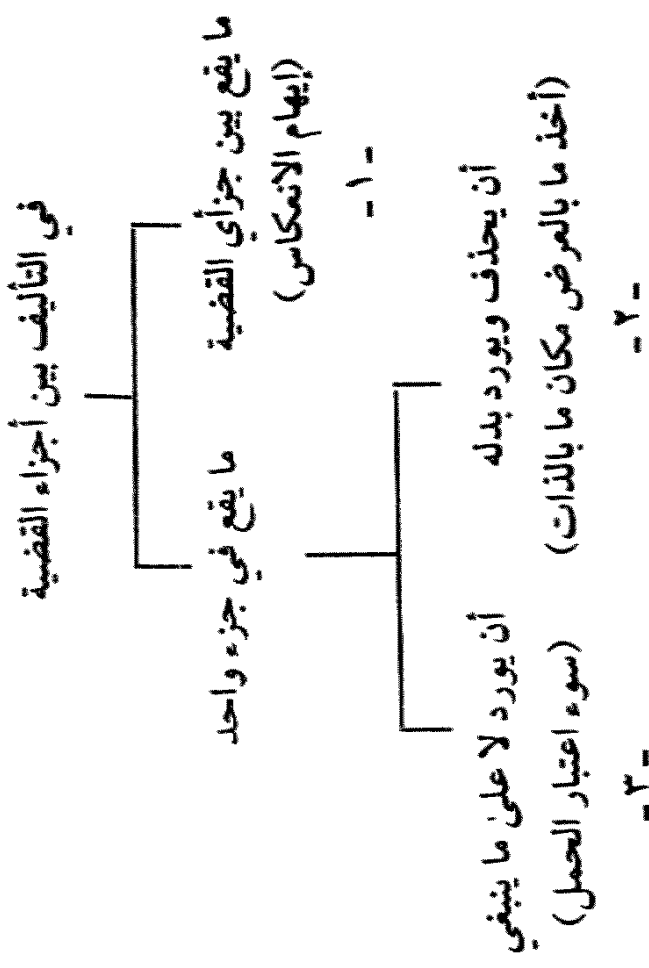 في التأليف بين أجزاء القضية
ما يقع بين جزأي القضية
(إيهام الانعكاس)
- ١ -
ما يقع في جزء واحد
أن يحذف ويورد بدله
(أخذ ما بالعرض مكان ما بالذات)
- ٢ -
أن يورد لا على ما ينبغي
(سوء اعتبار الحمل)
- ٣ -